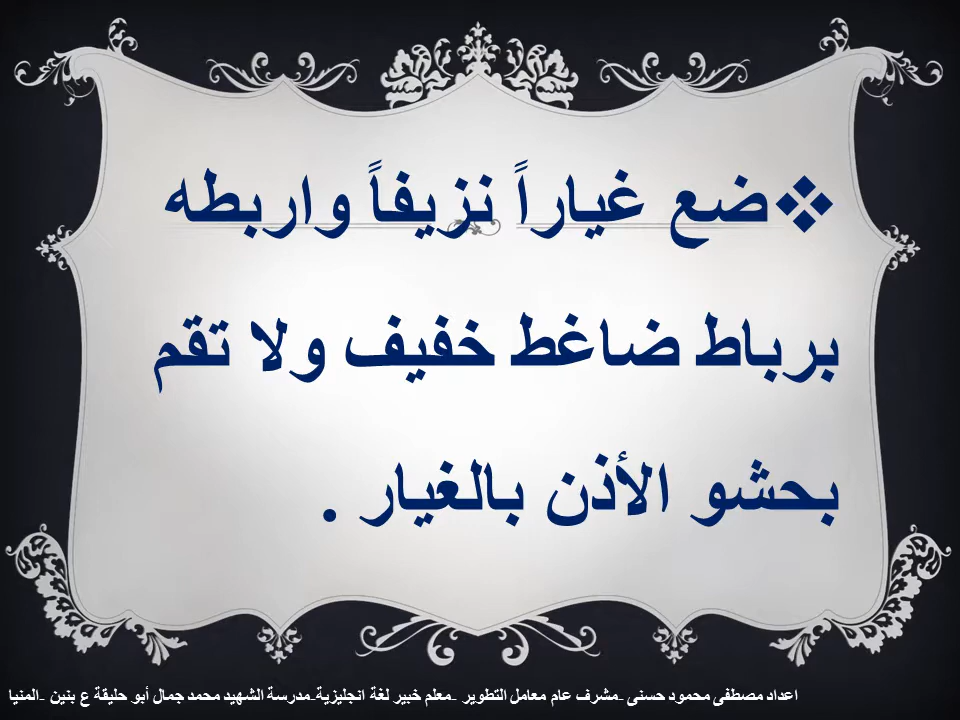 ❖ضع غياراً نزيفاً واربطه
برباط ضاغط خفيف ولا تقم
بحشو الأذن بالغيار .
اعداد مصطفى محمود حسنى -مشرف عام معامل التطوير -معلم خبير لغة انجليزية-مدرسة الشهيد محمد جمال أبو حليقة ع بنين -المنيا